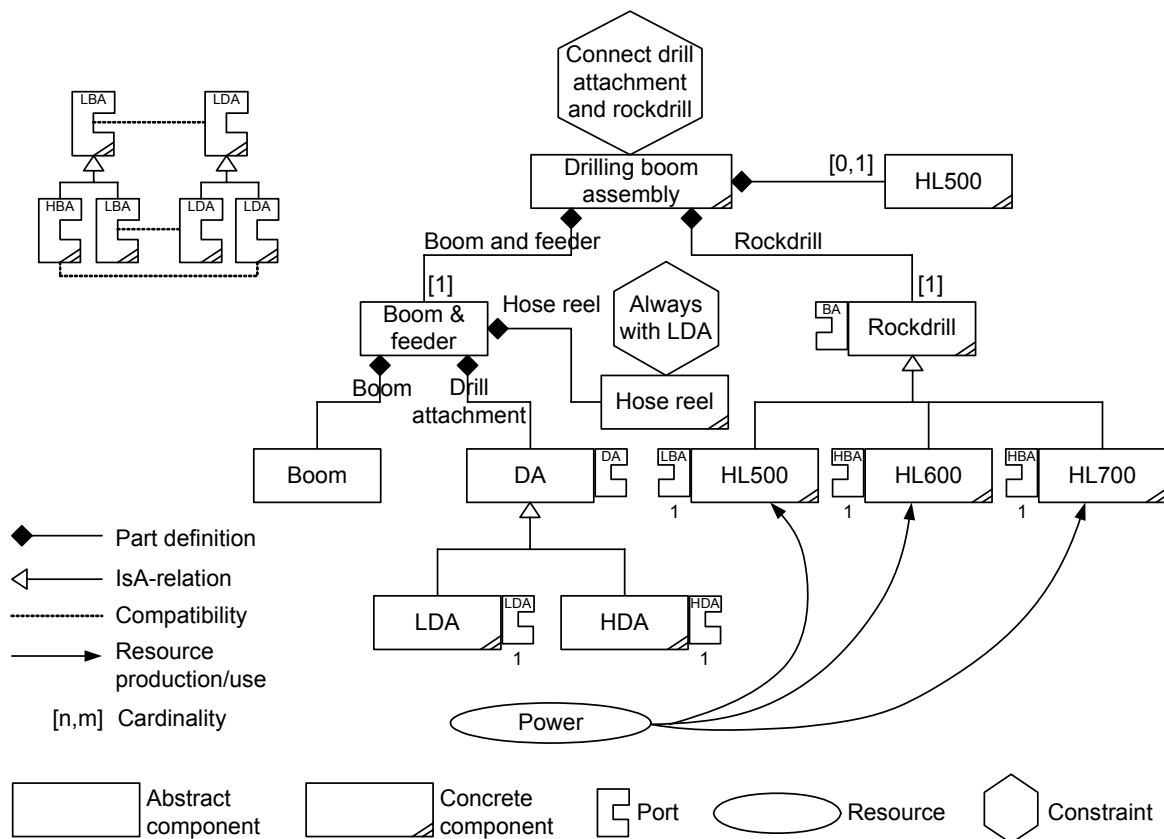 Connect drill
attachment
and rockdrill
LBA
LDA
Drilling boom
assembly
[0,1]
HL500
HBA
LBA
LDA
LDA
Boom and feeder
Rockdrill
[1]
[1]
Hose reel
Always
with LDA
Boom &
feeder
BA
Rockdrill
Boom
Drill
attachment
Hose reel
Boom
DA
DA
LBA
HL500
1
HBA
HL600
1
HBA
HL700
1
Part definition
IsA-relation
Compatibility
Resource
production/use
[n,m]
Cardinality
LDA
LDA
1
HDA
HDA
1
Power
Abstract
component
Concrete
component
Port
Resource
Constraint